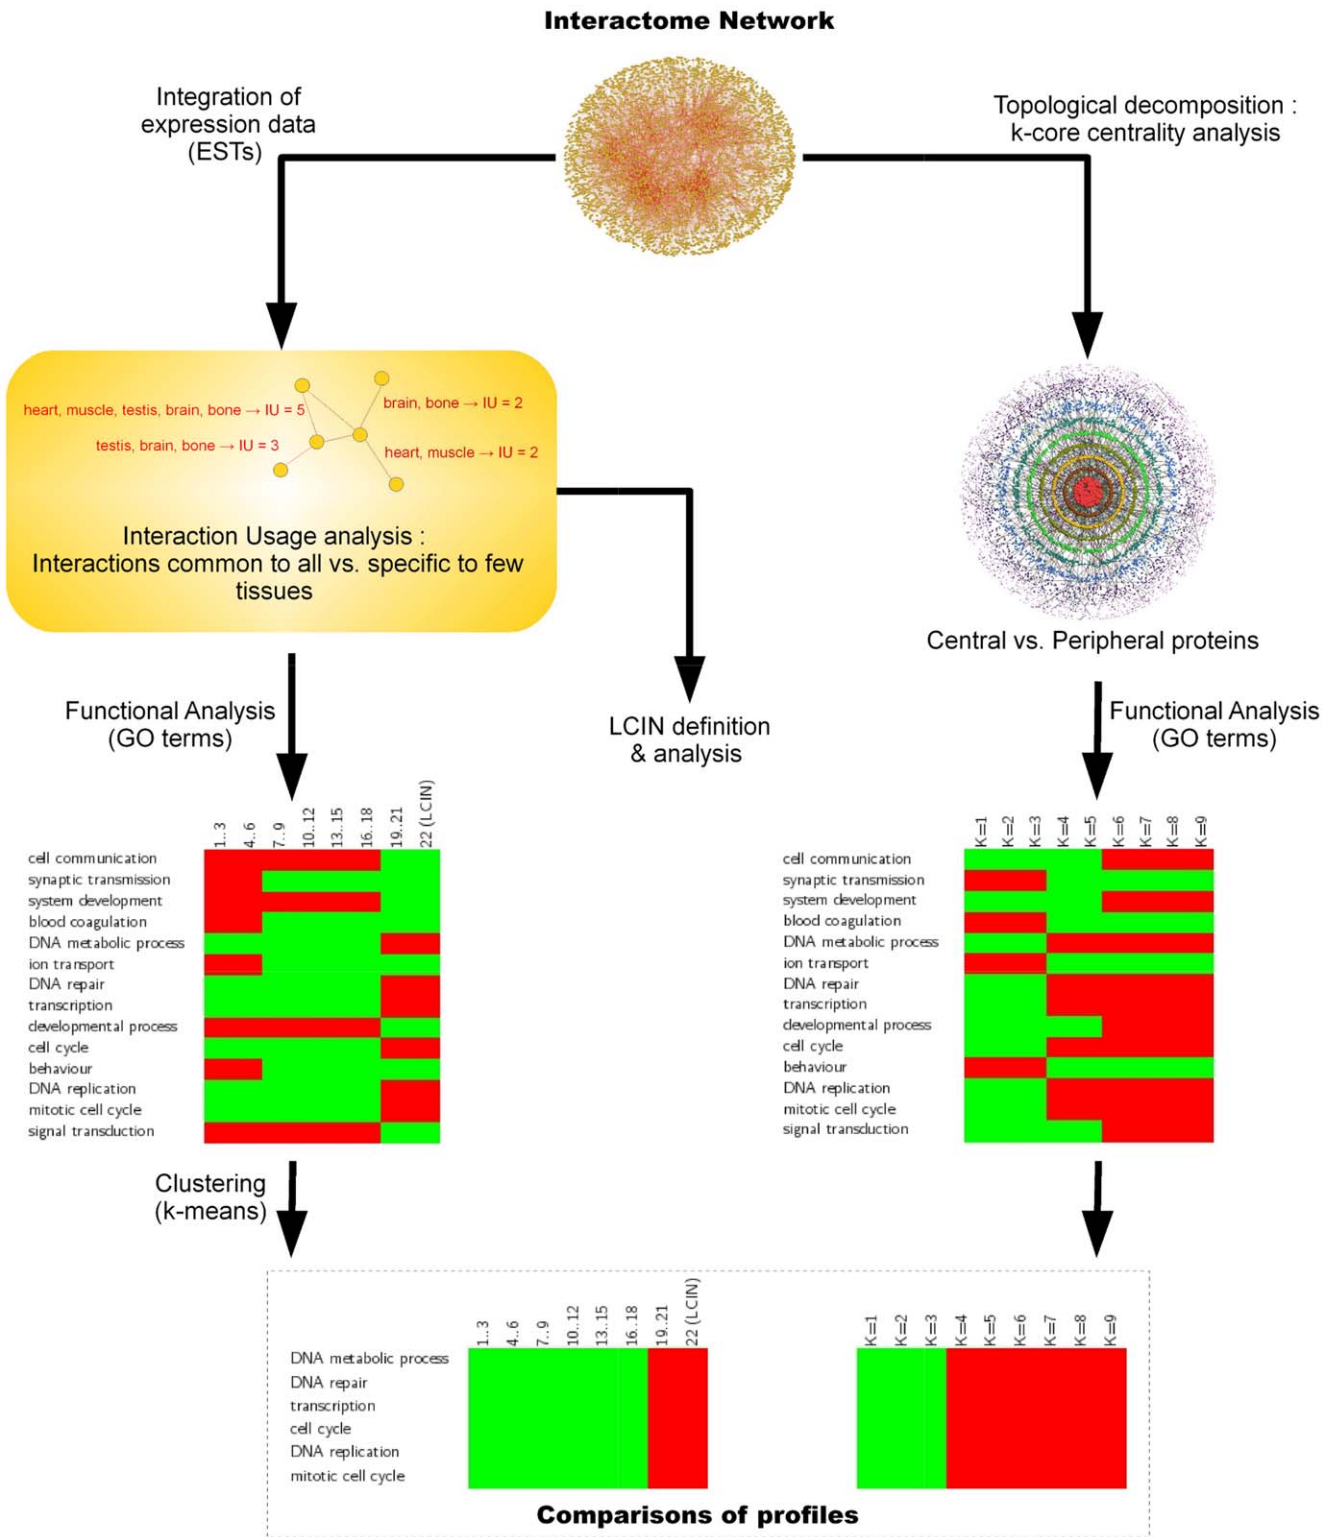 Interactome Network
Integration of
expression data
(ESTs)
Topological decomposition :
k-core centrality analysis
heart, muscle, testis, brain, bone → IU = 5
brain, bone → IU = 2
testis, brain, bone → IU = 3
heart, muscle → IU = 2
Interaction Usage analysis :
Interactions common to all vs. specific to few
tissues
Central vs. Peripheral proteins
Functional Analysis
(GO terms)
LCIN definition
& analysis
Functional Analysis
(GO terms)
1..3
4..6
7..9
10..12
13..15
16..18
19..21
22 (LCIN)
cell communication
synaptic transmission
system development
blood coagulation
DNA metabolic process
ion transport
DNA repair
transcription
developmental process
cell cycle
behaviour
DNA replication
mitotic cell cycle
signal transduction
K=1
K=2
K=3
K=4
K=5
K=6
K=7
K=8
K=9
cell communication
synaptic transmission
system development
blood coagulation
DNA metabolic process
ion transport
DNA repair
transcription
developmental process
cell cycle
behaviour
DNA replication
mitotic cell cycle
signal transduction
Clustering
(k-means)
1..3
4..6
7..9
10..12
13..15
16..18
19..21
22 (LCIN)
K=1
K=2
K=3
K=4
K=5
K=6
K=7
K=8
K=9
DNA metabolic process
DNA repair
transcription
cell cycle
DNA replication
mitotic cell cycle
Comparisons of profiles